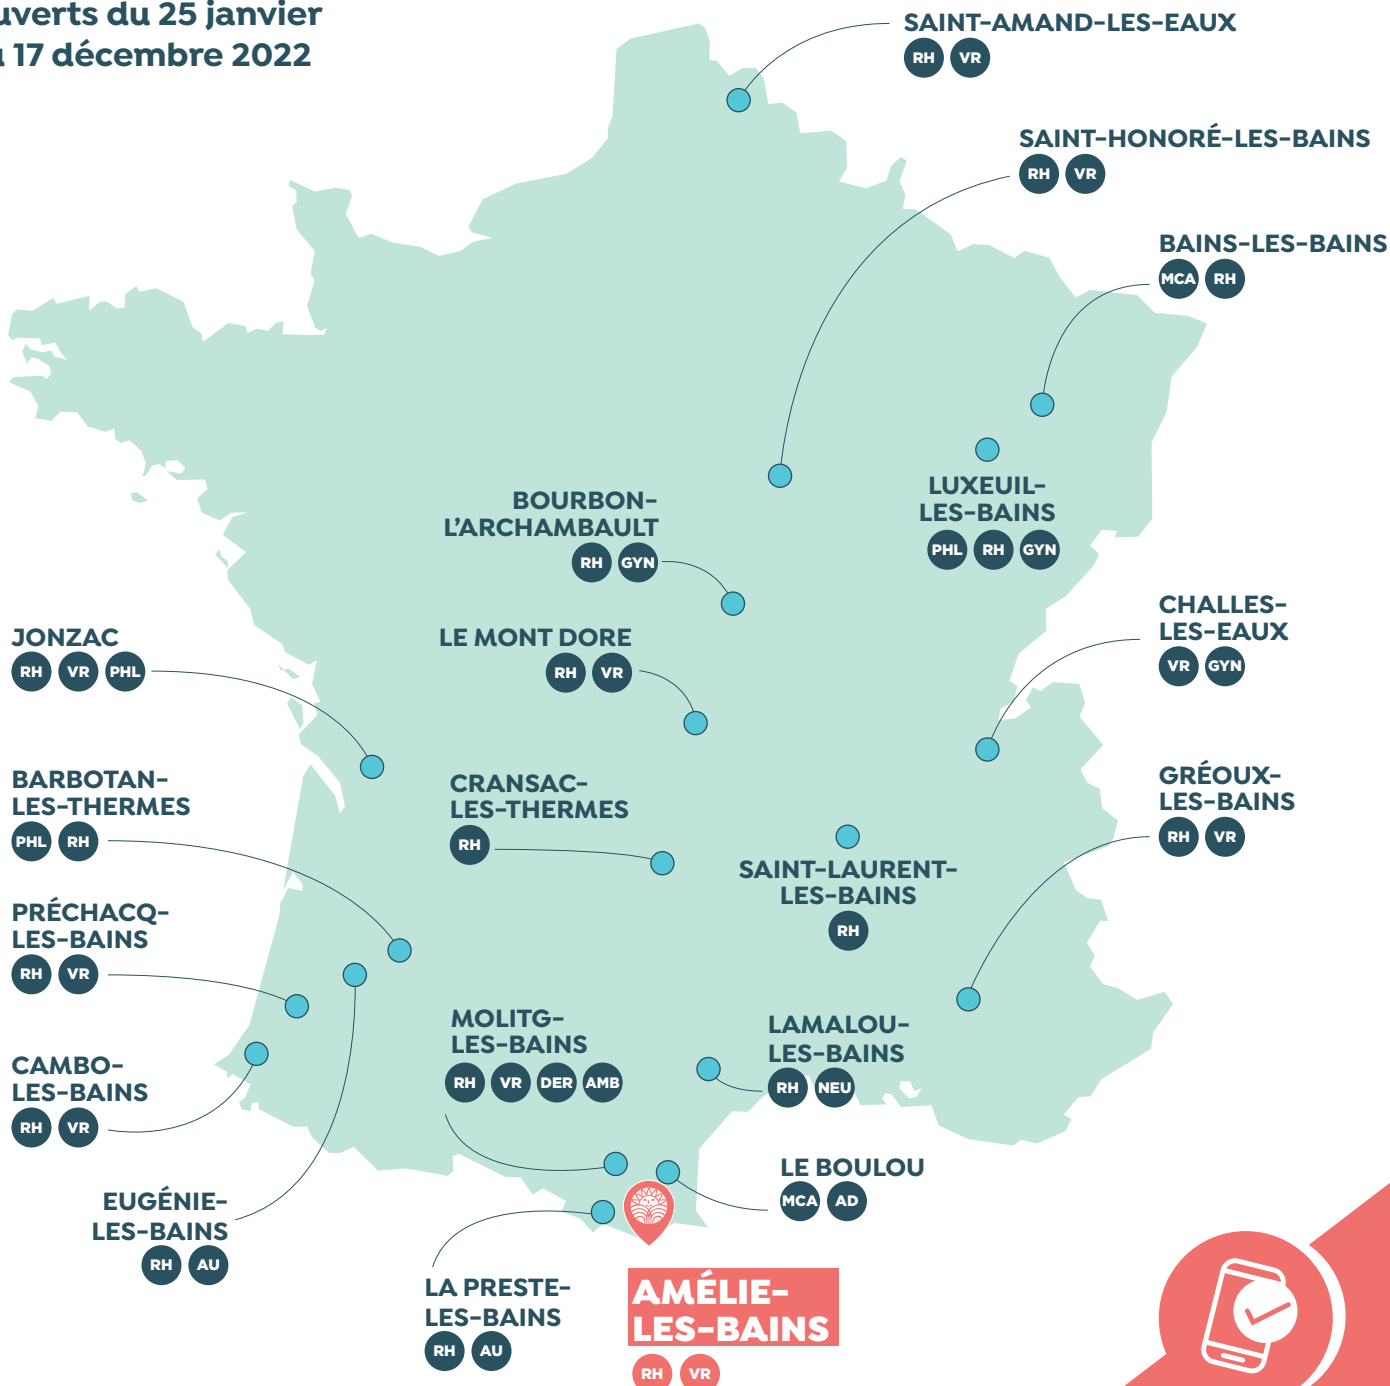 uverts du 25 janvier
17 décembre 2022
SAINT-AMAND-LES-EAUX
RH VR
SAINT-HONORÉ-LES-BAINS
RH VR
BAINS-LES-BAINS
MCA RH
LUXEUIL-
LES-BAINS
PHL RH GYN
BOURBON-
L'ARCHAMBAULT
RH GYN
CHALLES-
LES-EAUX
VR GYN
JONZAC
RH VR PHL
LE MONT DORE
RH VR
BARBOTAN-
LES-THERMES
PHL RH
CRANSAC-
LES-THERMES
RH
GRÉOUX-
LES-BAINS
RH VR
SAINT-LAURENT-
LES-BAINS
RH
PRÉCHACQ-
LES-BAINS
RH VR
MOLITG-
LES-BAINS
RH VR DER AMB
LAMALOU-
LES-BAINS
RH NEU
CAMBO-
LES-BAINS
RH VR
LE BOULOU
MCA AD
EUGÉNIE-
LES-BAINS
RH AU
LA PRESTE-
LES-BAINS
RH AU
AMÉLIE-
LES-BAINS
RH VR